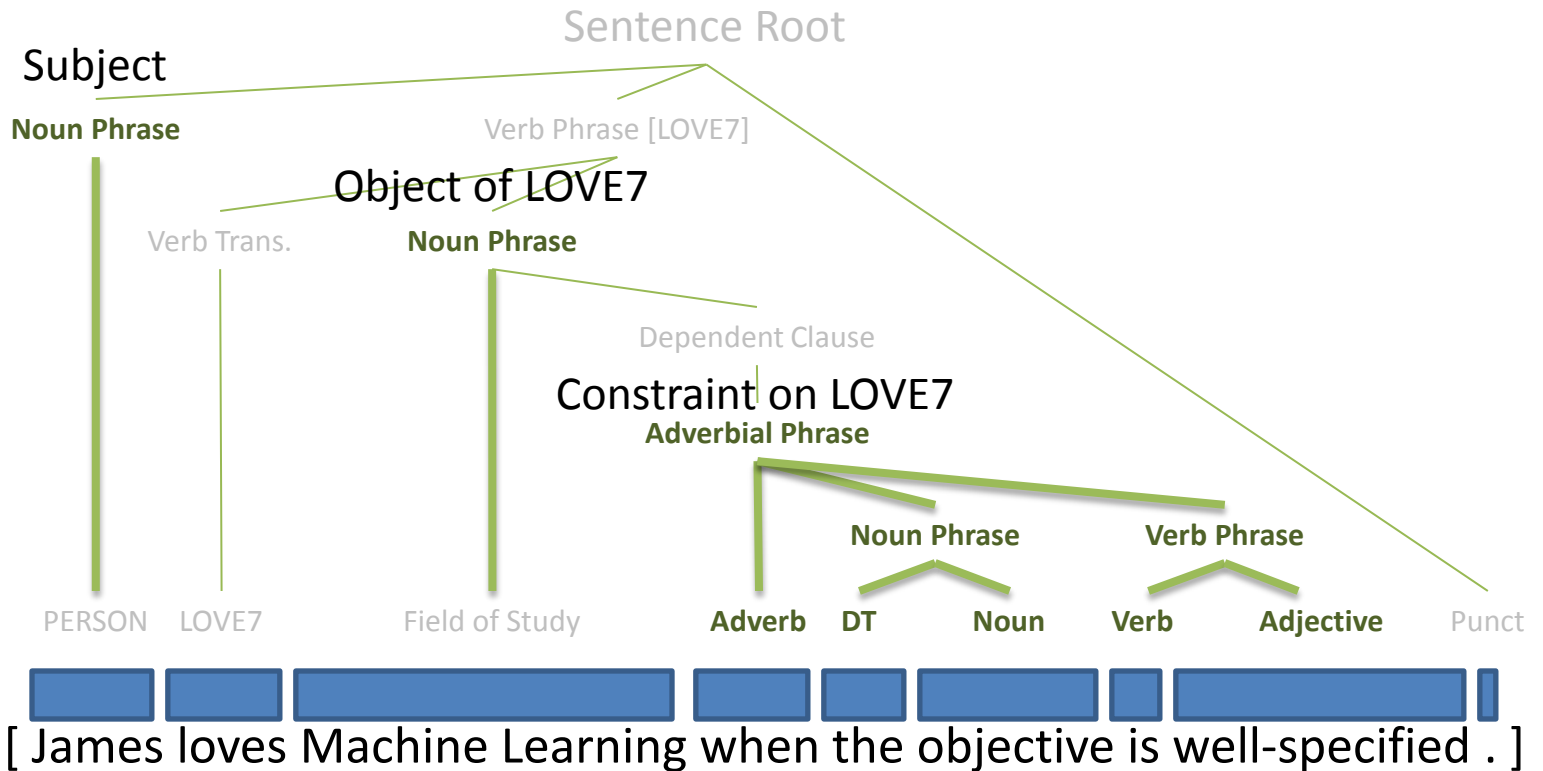 Sentence Root
Subject
Noun Phrase
Verb Phrase [LOVE7]
Object of LOVE7
Verb Trans.
Noun Phrase
Dependent Clause
Constraint on LOVE7
Adverbial Phrase
Noun Phrase
Verb Phrase
PERSON LOVE7 Field of Study Adverb DT Noun Verb Adjective Punct
[ James loves Machine Learning when the objective is well-specified . ]